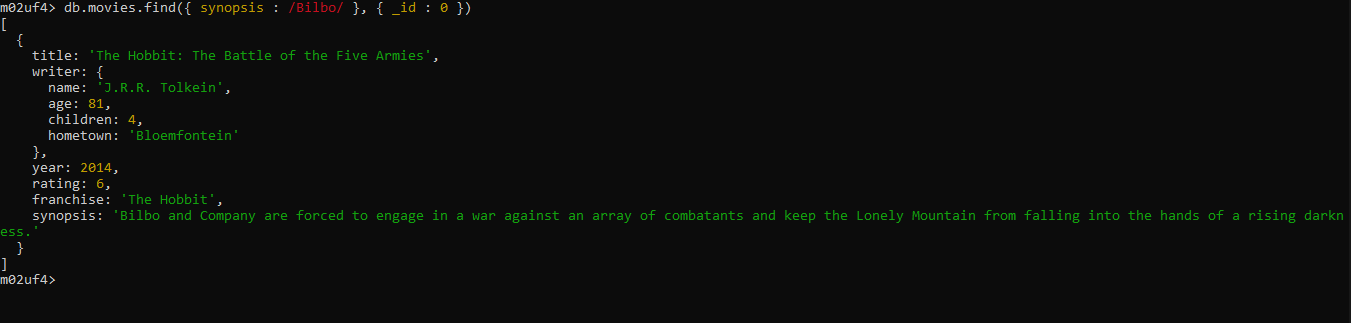 m02uf4> db.movies.find({ synopsis : /Bilbo/ }, { _id : 0 })
[
  {
    title: 'The Hobbit: The Battle of the Five Armies',
    writer: {
      name: 'J.R.R. Tolkein',
      age: 81,
      children: 4,
      hometown: 'Bloemfontein'
    },
    year: 2014,
    rating: 6,
    franchise: 'The Hobbit',
    synopsis: 'Bilbo and Company are forced to engage in a war against an array of combatants and keep the Lonely Mountain from falling into the hands of a rising darkn
ess.'
  }
]
m02uf4>